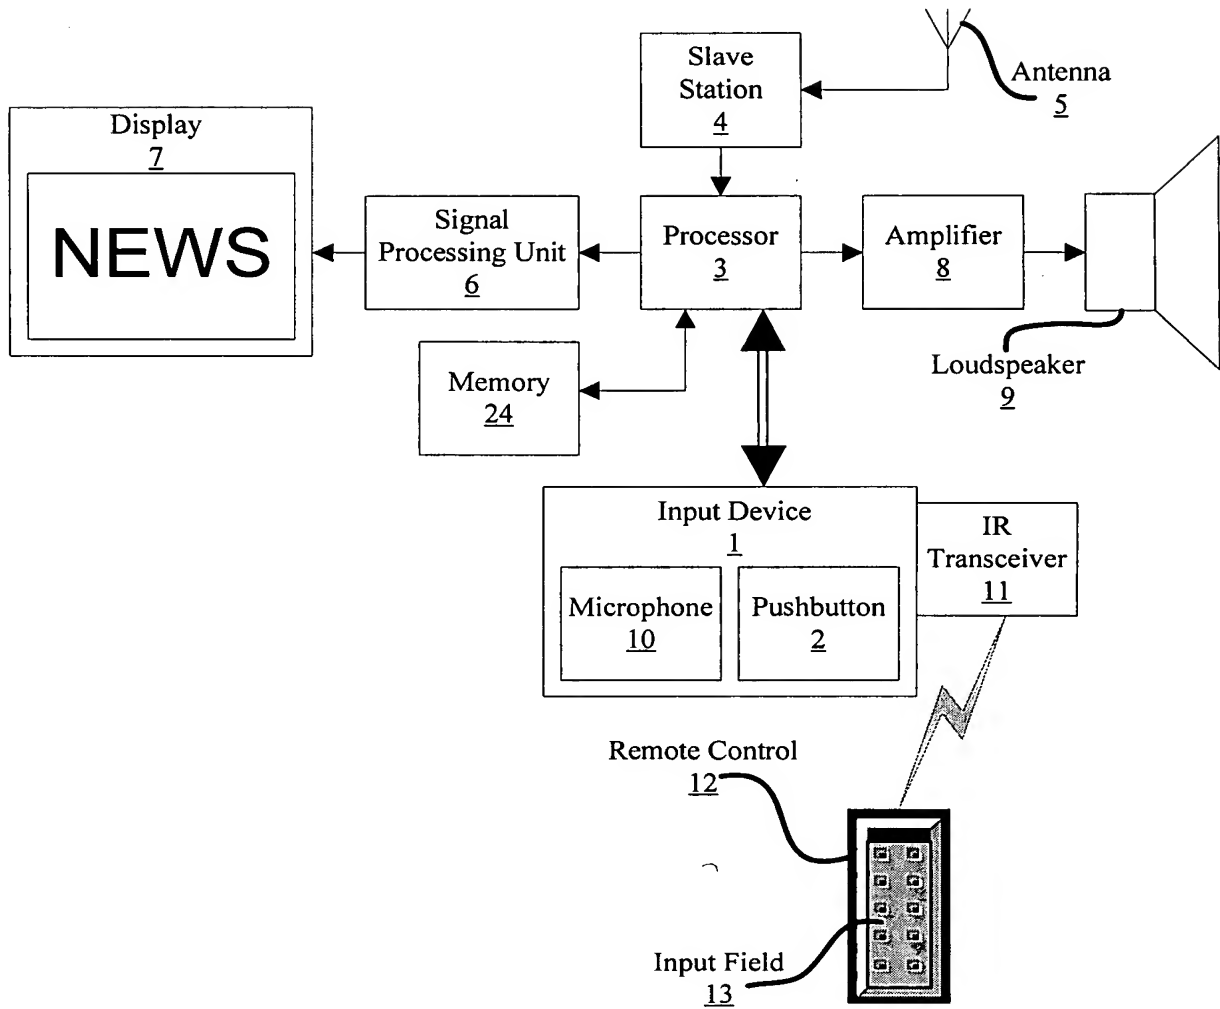 Slave
Station
4
Antenna
5
Display
7
NEWS
Signal
Processing Unit
6
Processor
3
Amplifier
8
Loudspeaker
9
Memory
24
Input Device
1
Microphone
10
Pushbutton
2
IR
Transceiver
11
Remote Control
12
Input Field
13